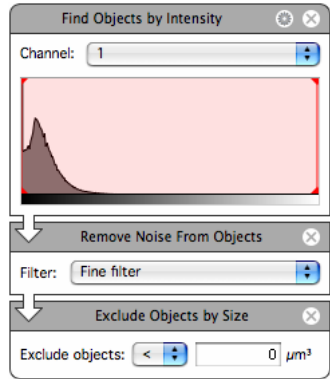 Find Objects by Intensity
Channel: 1
Remove Noise From Objects
Filter: Fine filter
Exclude Objects by Size
Exclude objects: < 0 µm³